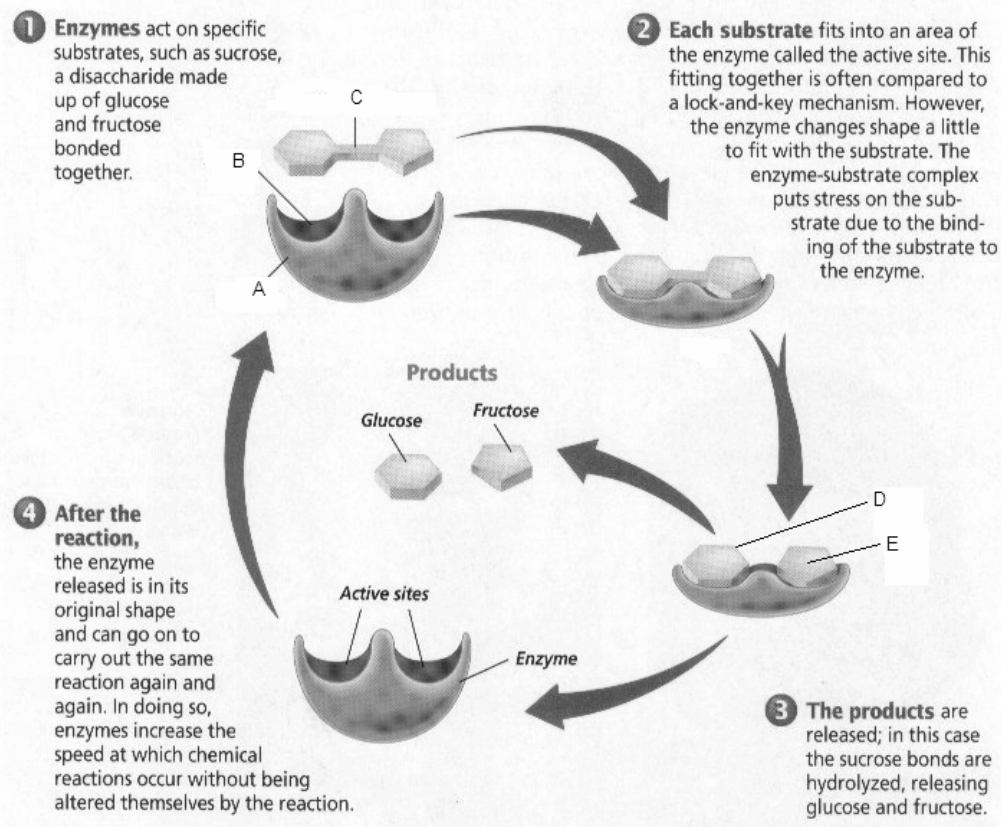 1 Enzymes act on specific
substrates, such as sucrose,
a disaccharide made
up of glucose
and fructose
bonded
together.
C
B
A
2 Each substrate fits into an area of
the enzyme called the active site. This
fitting together is often compared to
a lock-and-key mechanism. However,
the enzyme changes shape a little
to fit with the substrate. The
enzyme-substrate complex
puts stress on the sub-
strate due to the bind-
ing of the substrate to
the enzyme.
Products
Glucose
Fructose
D
E
3 The products are
released; in this case
the sucrose bonds are
hydrolyzed, releasing
glucose and fructose.
4 After the
reaction,
the enzyme
released is in its
original shape
and can go on to
carry out the same
reaction again and
again. In doing so,
enzymes increase the
speed at which chemical
reactions occur without being
altered themselves by the reaction.
Active sites
Enzyme